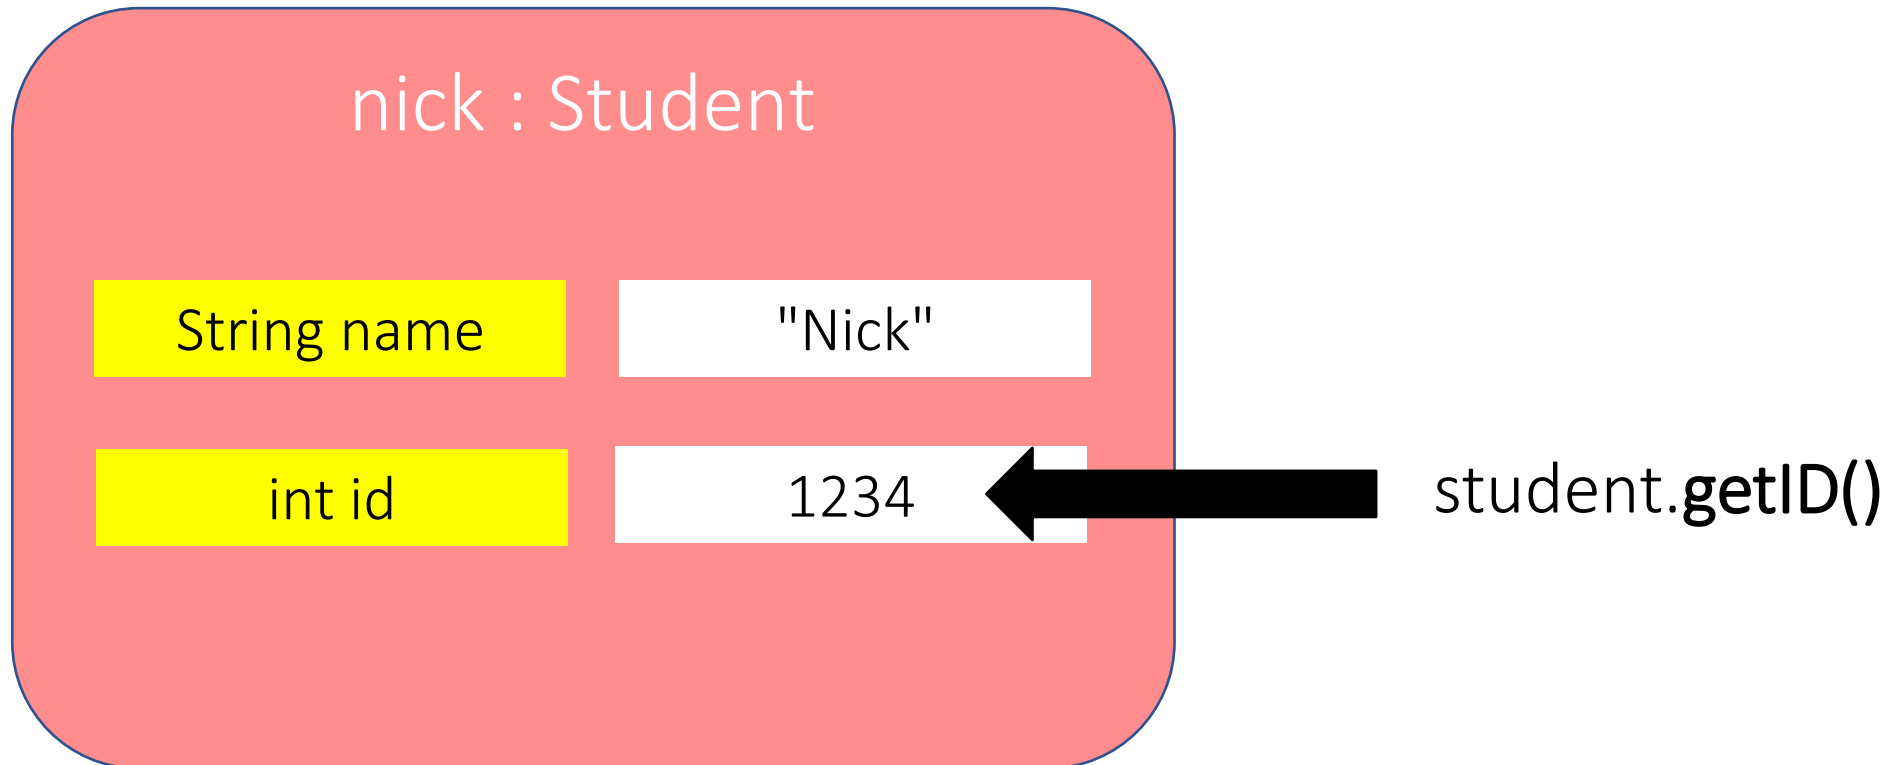 nick : Student
String name
"Nick"
int id
1234
student.getID()